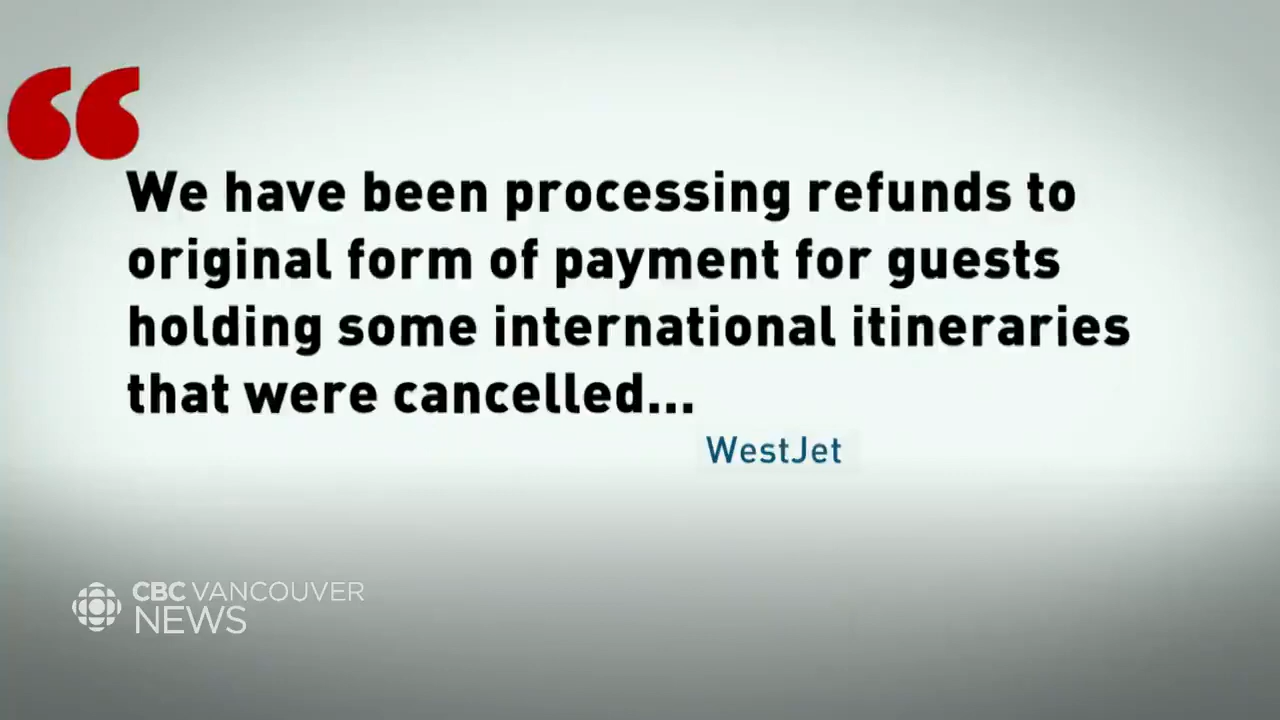 “
We have been processing refunds to
original form of payment for guests
holding some international itineraries
that were cancelled...
WestJet
CBC VANCOUVER
NEWS